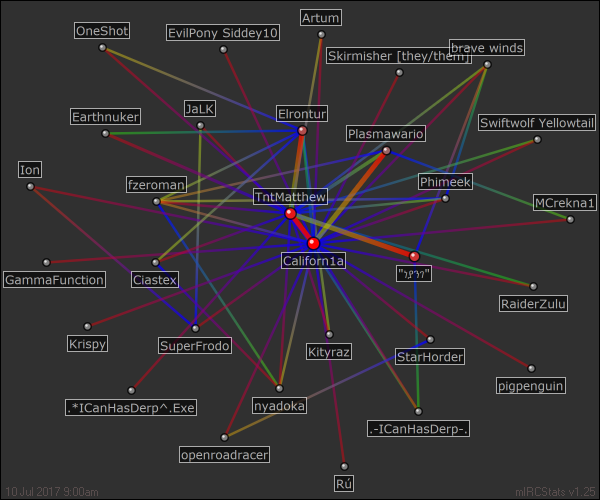 Artum
OneShot
EvilPony Siddey10
Skirmisher [they/them]
brave winds
JaLK
Earthnuker
Elrontur
Plasmawario
Swiftwolf Yellowtail
Ion
fzeroman
TntMatthew
Phimeek
MCrekna1
Californ1a
GammaFunction
Ciastex
RaiderZulu
Krispy
SuperFrodo
Kityraz
StarHorder
pigpenguin
.*ICanHasDerp^.Exe
nyadoka
.-ICanHasDerp-.
openroadracer
Rú
10 Jul 2017 9:00am
mIRCStats v1.25